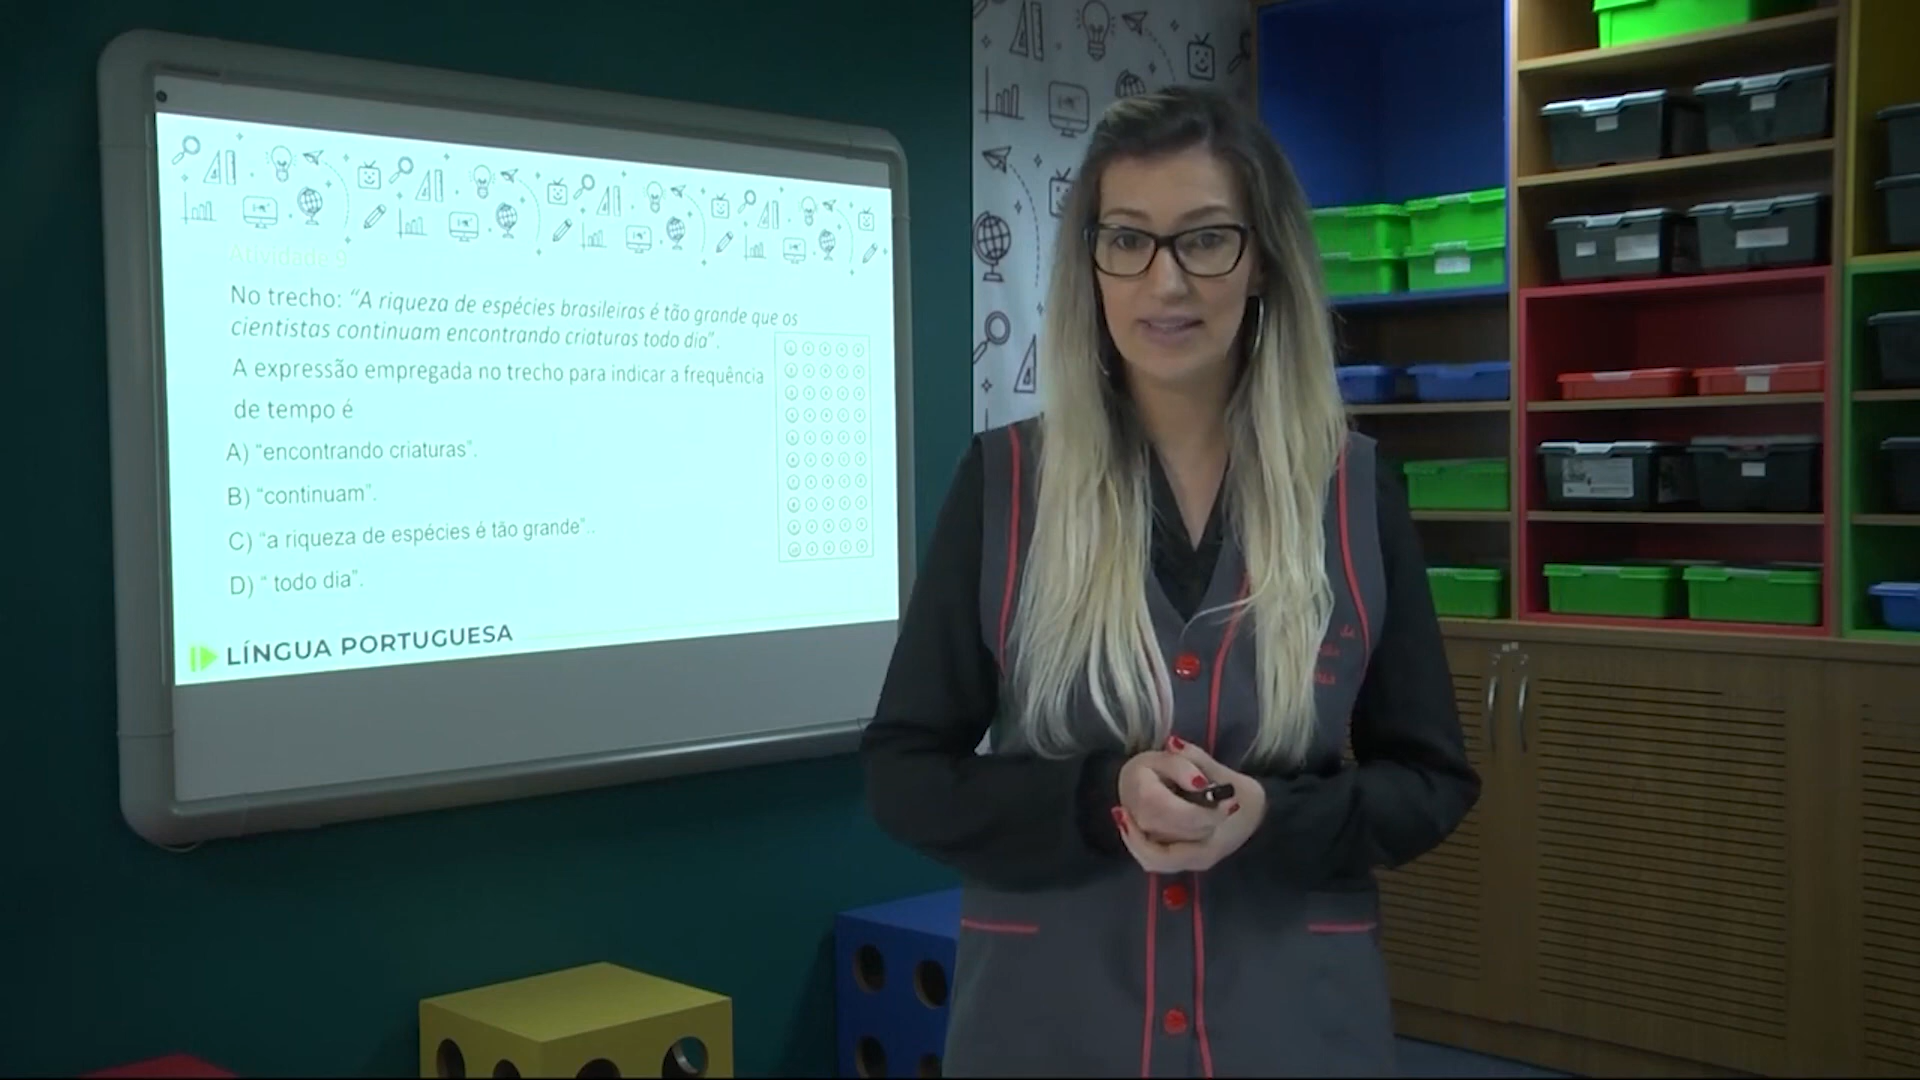 Atividade 9:
No trecho: “A riqueza de espécies brasileiras é tão grande que os
cientistas continuam encontrando criaturas todo dia”.
A expressão empregada no trecho para indicar a frequência
de tempo é
A) “encontrando criaturas”.
B) “continuam”.
C) “a riqueza de espécies é tão grande”..
D) “ todo dia”.
LÍNGUA PORTUGUESA